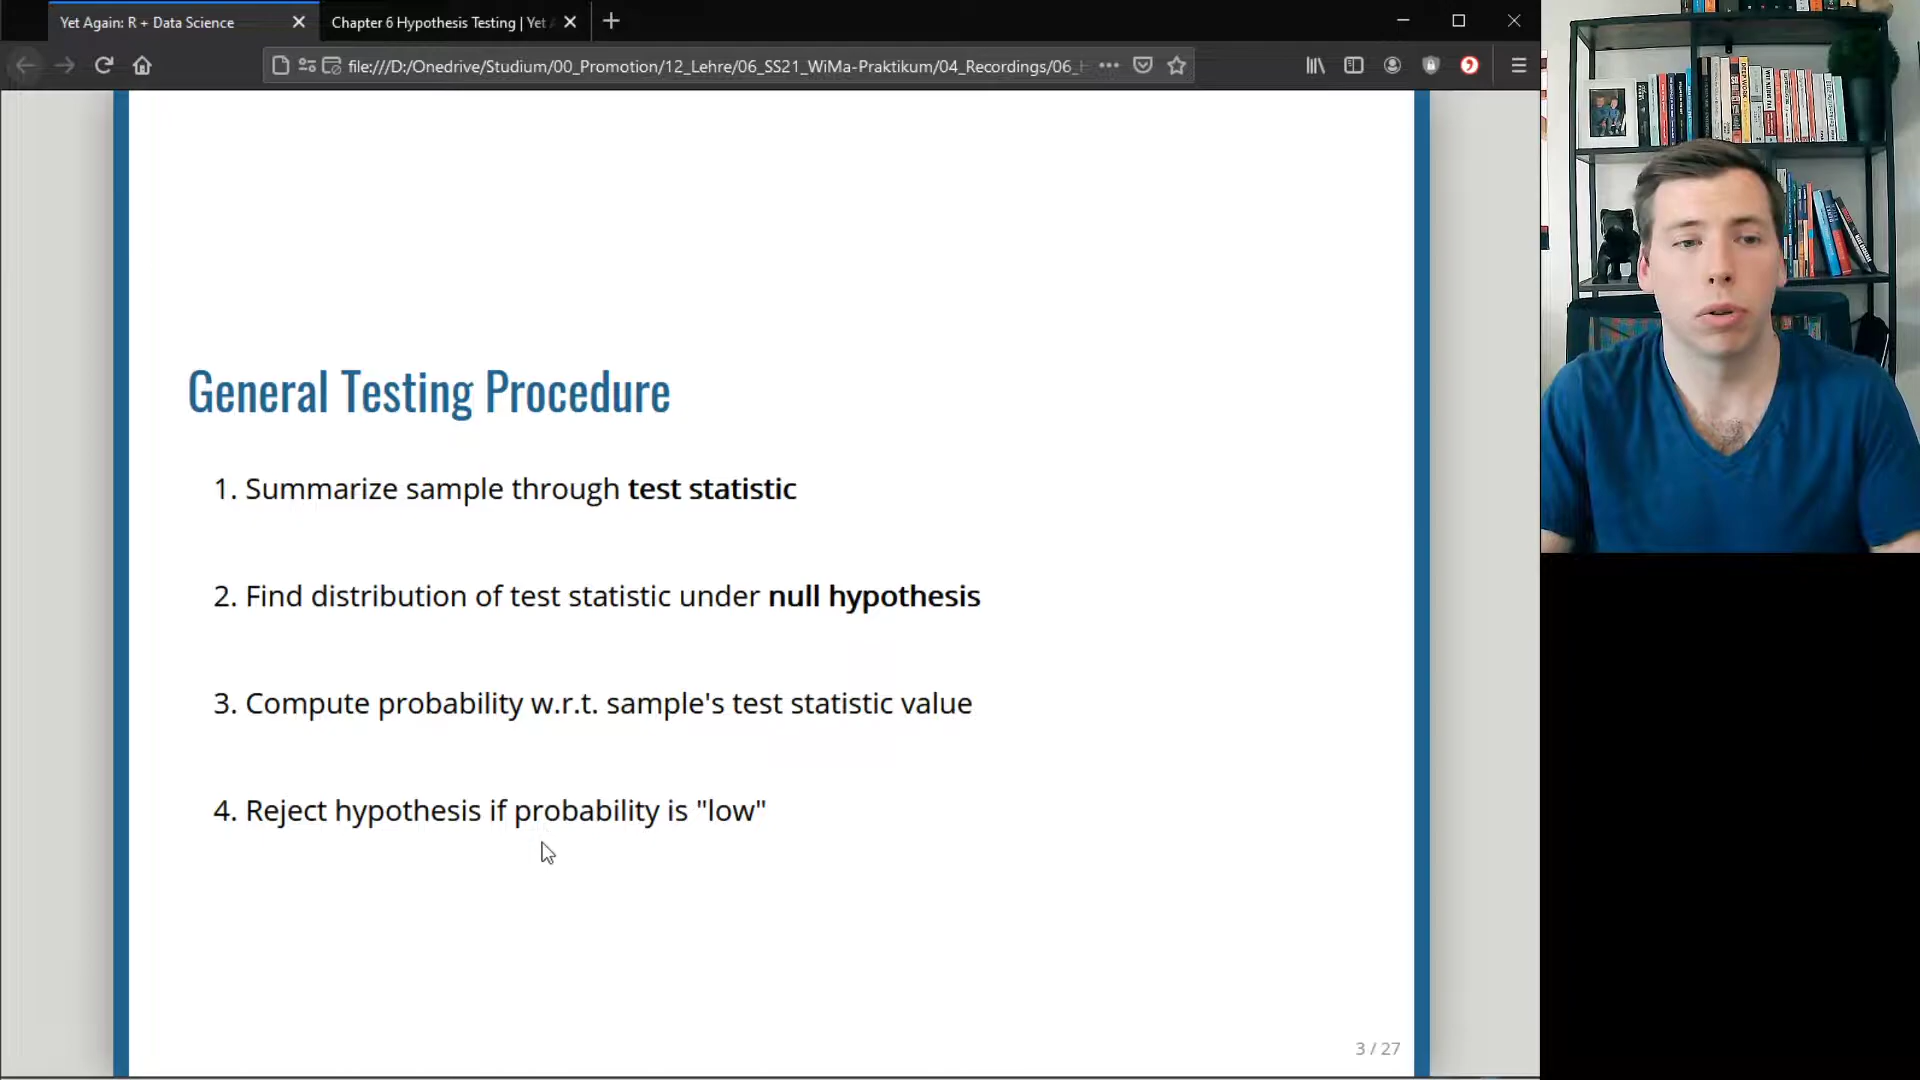 Yet Again: R + Data Science
Chapter 6 Hypothesis Testing | Yet
file:///D:/Onedrive/Studium/00_Promotion/12_Lehre/06_SS21_WiMa-Praktikum/04_Recordings/06_
General Testing Procedure
1. Summarize sample through test statistic
2. Find distribution of test statistic under null hypothesis
3. Compute probability w.r.t. sample's test statistic value
4. Reject hypothesis if probability is "low"
3 / 27